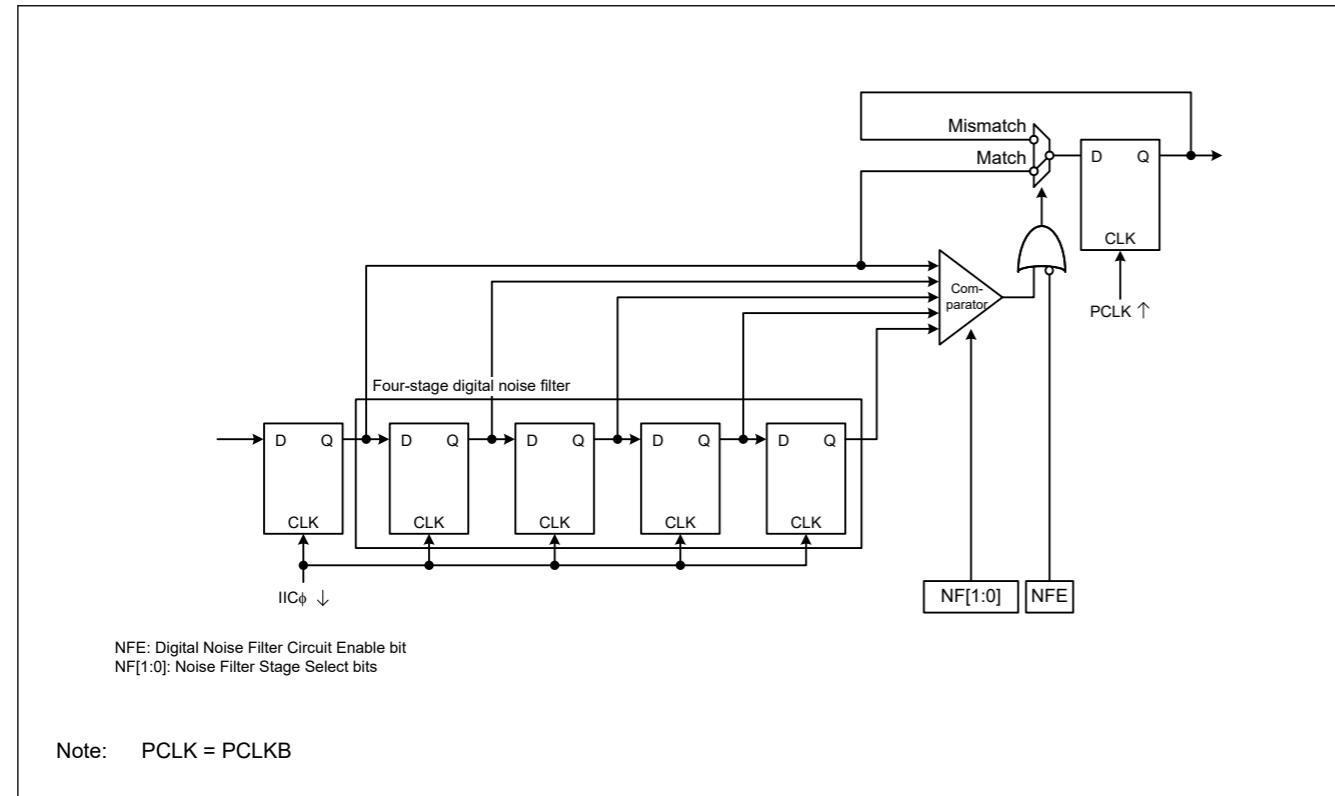 Mismatch
Match
D Q
CLK
PCLK ↑
Com-
parator
Four-stage digital noise filter
D Q D Q D Q D Q D Q
CLK CLK CLK CLK CLK
IICϕ ↓
NF[1:0] NFE
NFE: Digital Noise Filter Circuit Enable bit
NF[1:0]: Noise Filter Stage Select bits
Note: PCLK = PCLKB